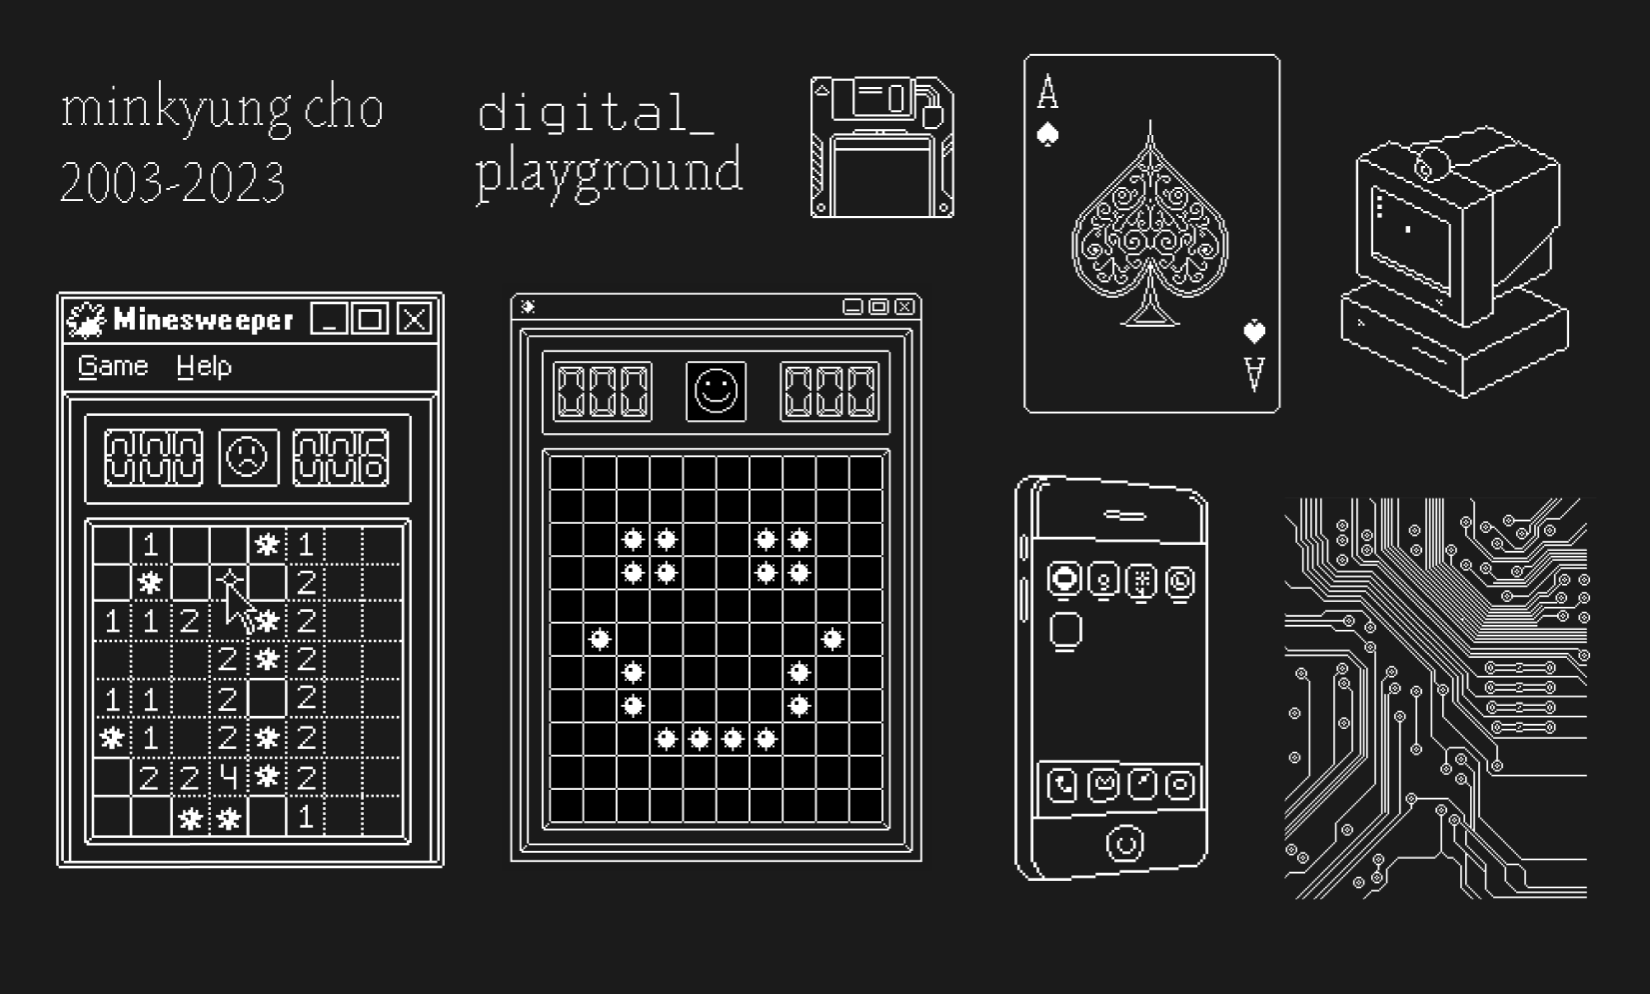 minkyung cho
2003-2023
digital_
playground
A
A
Minesweeper
Game Help
000 006
000 000
1 1
2
1 1 2 2
2 2
1 1 2 2
1 2 2
2 2 4 2
1